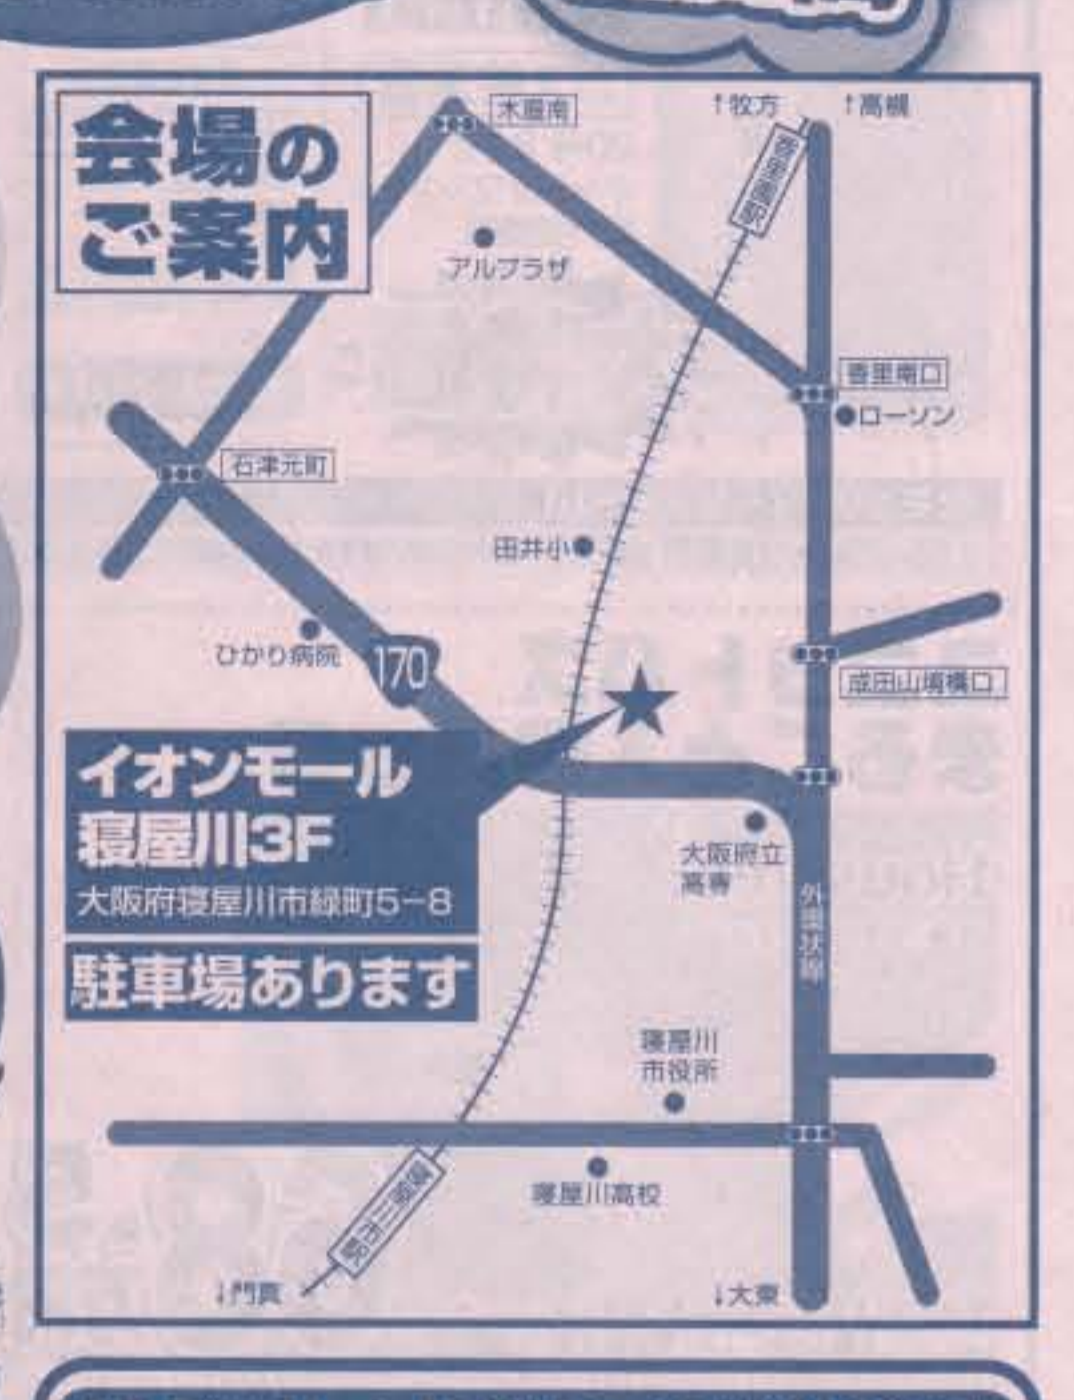 会場の
ご案内
木屋南
↑牧方
↑高槻
香里園駅
アルプラザ
香里南口
ローソン
石津元町
田井小
ひかり病院
170
成田山境橋口
イオンモール
寝屋川3F
大阪府寝屋川市緑町5-8
駐車場あります
大阪府立
高専
外環状線
寝屋川
市役所
寝屋川高校
寝屋川市駅
↓門真
↓大東